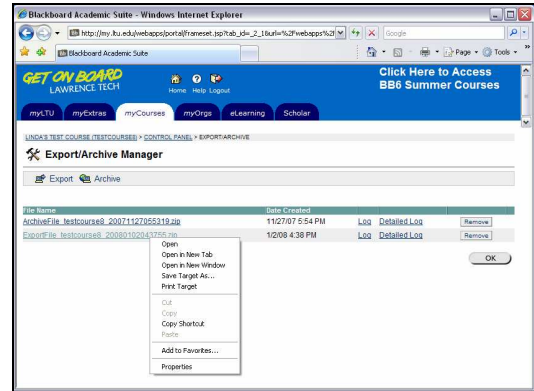 Blackboard Academic Suite - Windows Internet Explorer
http://my.ltu.edu/webapps/portal/frameset.jsp?tab_id=_2_1&url=%2Fwebapps%2f
Google
Blackboard Academic Suite
Page Tools
GET ON BOARD
LAWRENCE TECH
Home Help Logout
Click Here to Access
BB6 Summer Courses
myLTU myExtras myCourses myOrgs eLearning Scholar
LINDA'S TEST COURSE (TESTCOURSE8) > CONTROL PANEL > EXPORT/ARCHIVE
Export/Archive Manager
Export Archive
File Name Date Created
ArchiveFile_testcourse8_20071127055319.zip 11/27/07 5:54 PM Log Detailed Log Remove
ExportFile_testcourse8_20080102043755.zip 1/2/08 4:38 PM Log Detailed Log Remove
OK
Open
Open in New Tab
Open in New Window
Save Target As...
Print Target
Cut
Copy
Copy Shortcut
Paste
Add to Favorites...
Properties